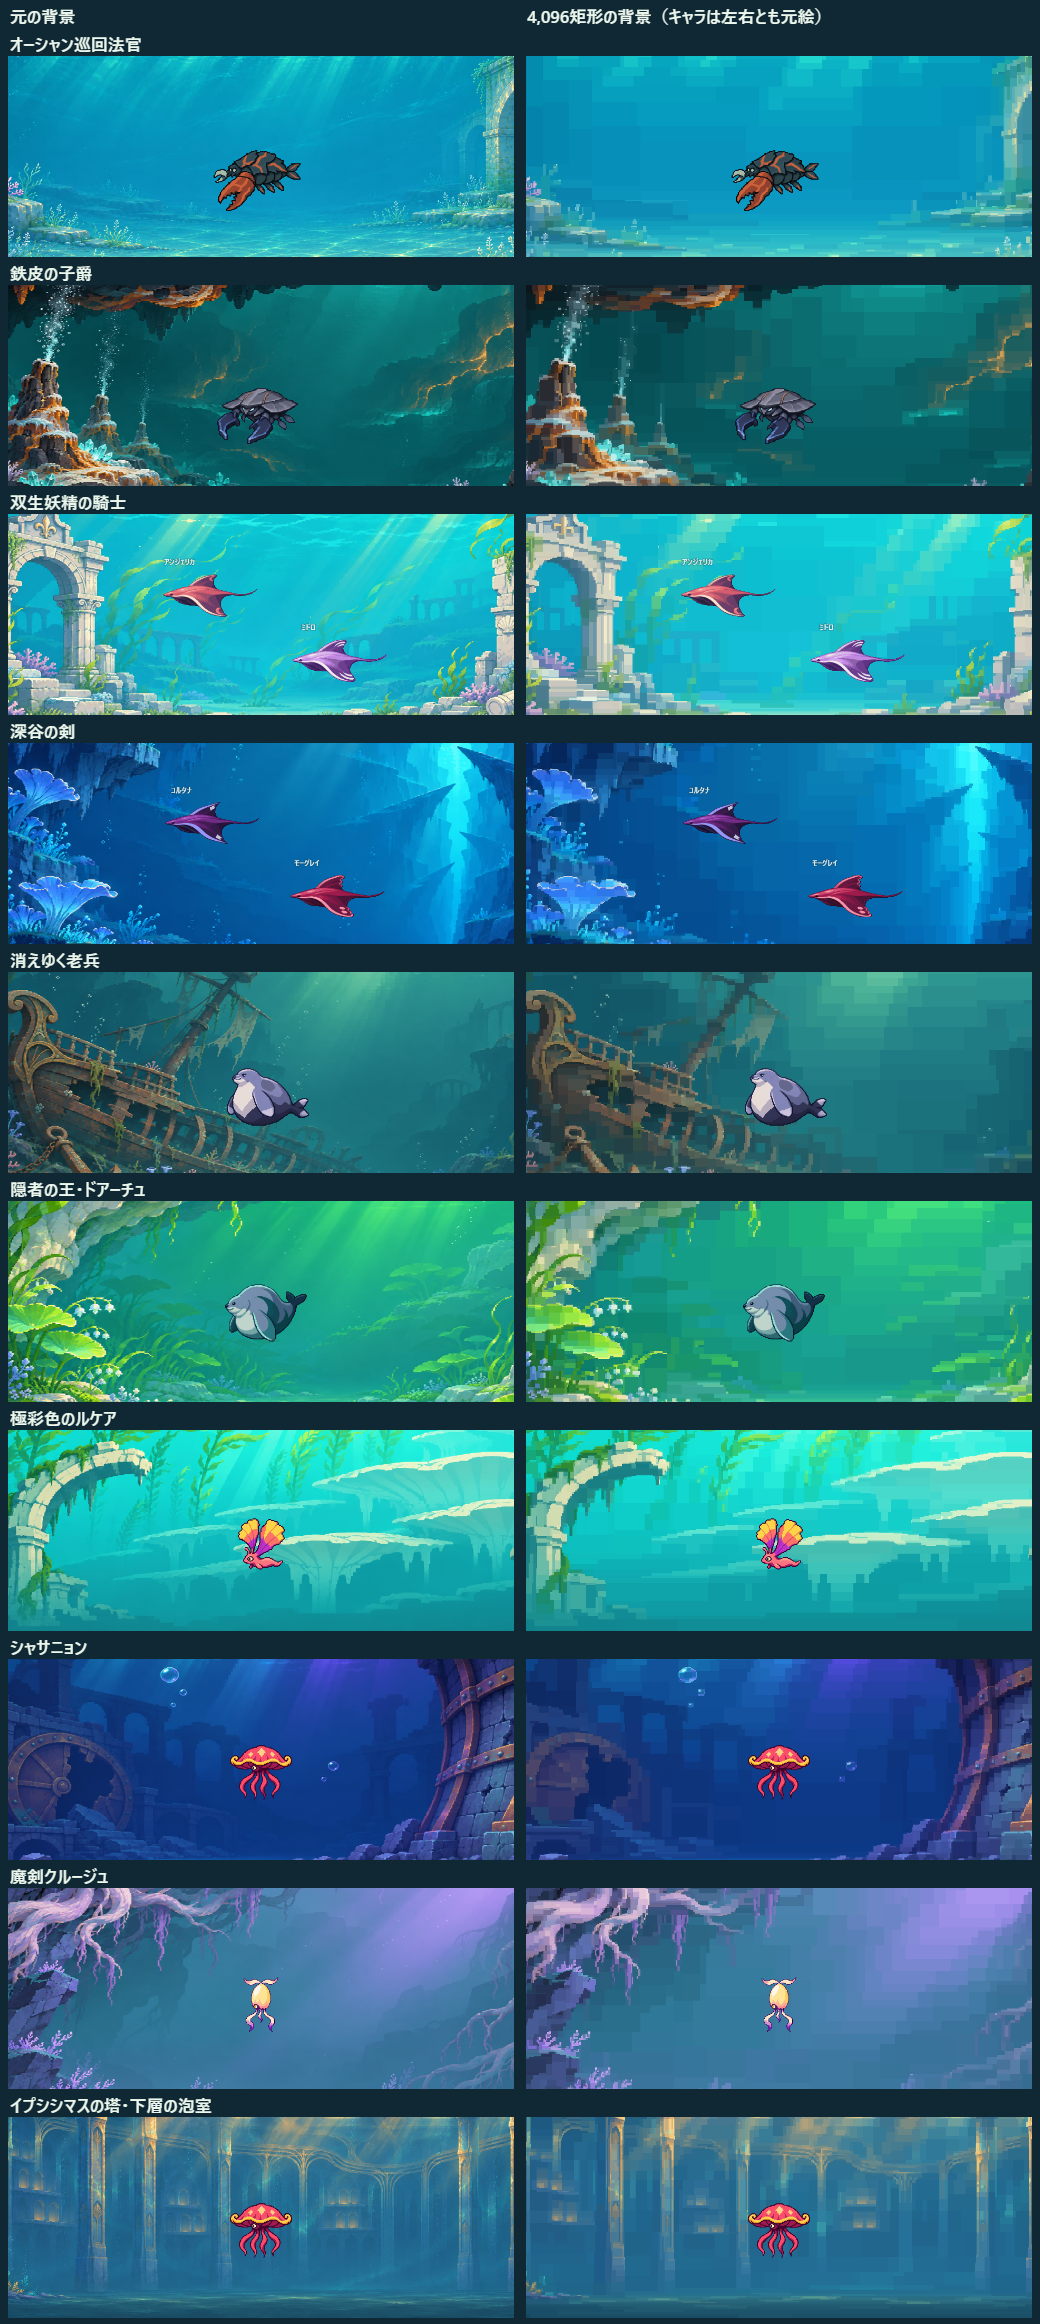 元の背景
4,096矩形の背景（キャラは左右とも元絵）
オーシャン巡回法官
鉄皮の子爵
双生妖精の騎士
アンジェリカ
アンジェリカ
ミドロ
ミドロ
深谷の剣
コルタナ
コルタナ
モーグレイ
モーグレイ
消えゆく老兵
隠者の王・ドアーチュ
極彩色のルケア
シャサニョン
魔剣クルージュ
イプシシマスの塔・下層の泡室